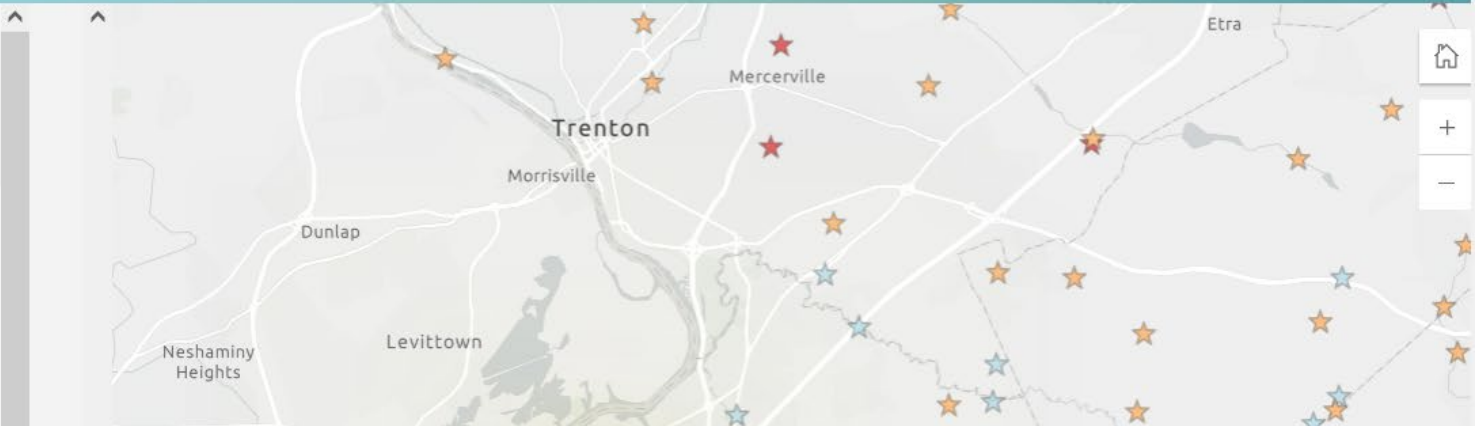 Etra
Mercerville
Trenton
Morrisville
Dunlap
Levittown
Neshaminy
Heights
+
−